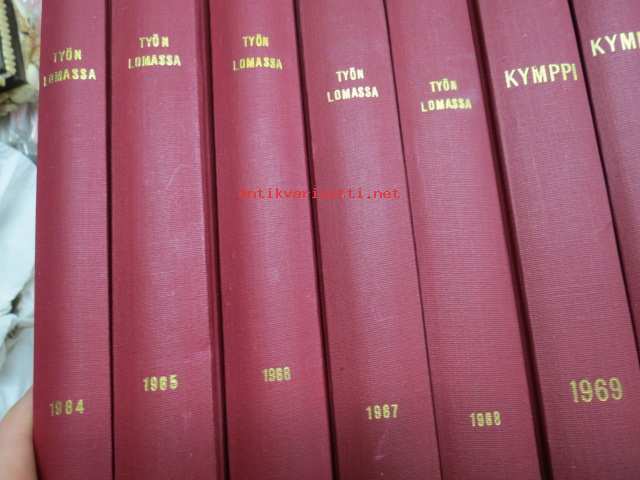 TYÖN
LOMASSA
1964
TYÖN
LOMASSA
1965
TYÖN
LOMASSA
1966
TYÖN
LOMASSA
1967
TYÖN
LOMASSA
1968
KYMPPI
1969
KYMP
antikvariaatti.net